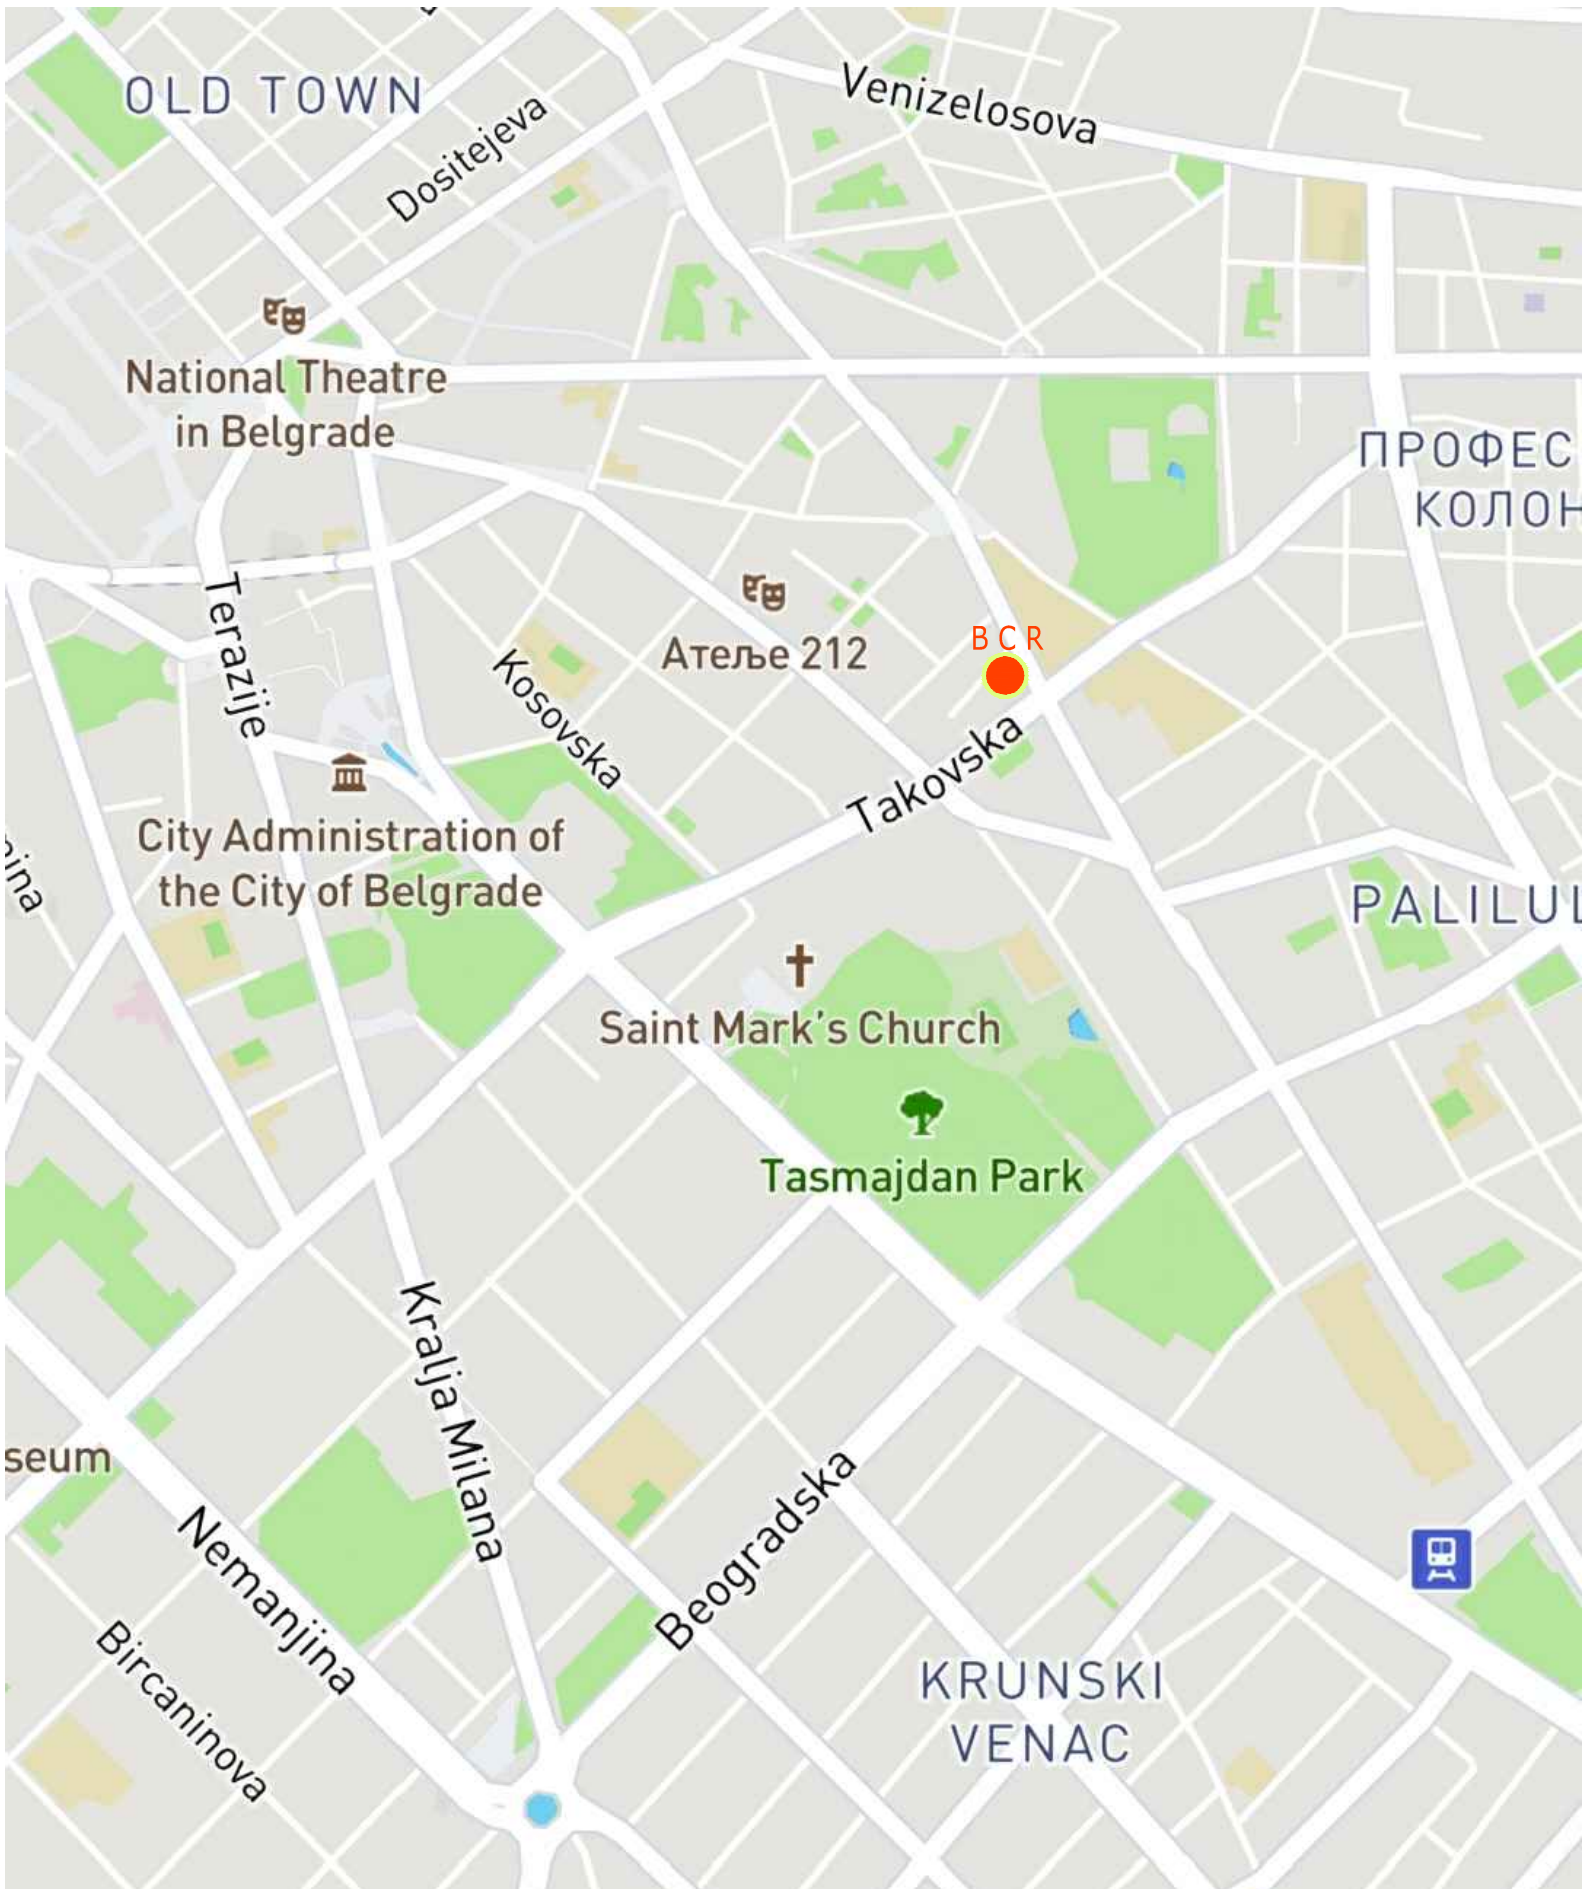 OLD TOWN
Dositejeva
Venizelosova
National Theatre
in Belgrade
ПРОФЕС
КОЛОН
Terazije
Атеље 212
B C R
Kosovska
Takovska
City Administration of
the City of Belgrade
PALILUL
Saint Mark's Church
Tasmajdan Park
Kralja Milana
seum
Nemanjina
Beogradska
Bircaninova
KRUNSKI
VENAC